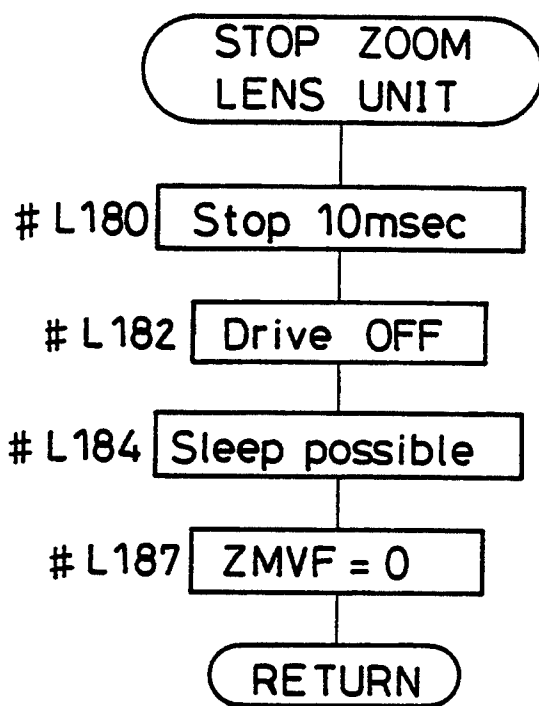 STOP ZOOM
LENS UNIT
# L180 Stop 10msec
# L182 Drive OFF
# L184 Sleep possible
# L187 ZMVF = 0
RETURN